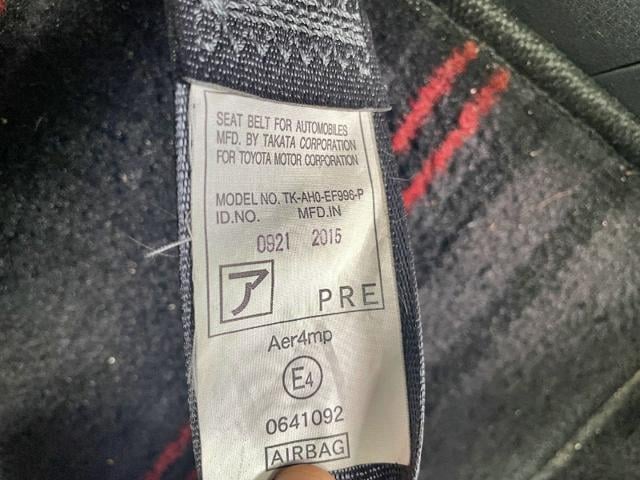 SEAT BELT FOR AUTOMOBILES
MFD. BY TAKATA CORPORATION
FOR TOYOTA MOTOR CORPORATION
MODEL NO. TK-AH0-EF996-P
ID.NO. MFD.IN
0921 2015
ア PRE
Aer4mp
E4
0641092
AIRBAG